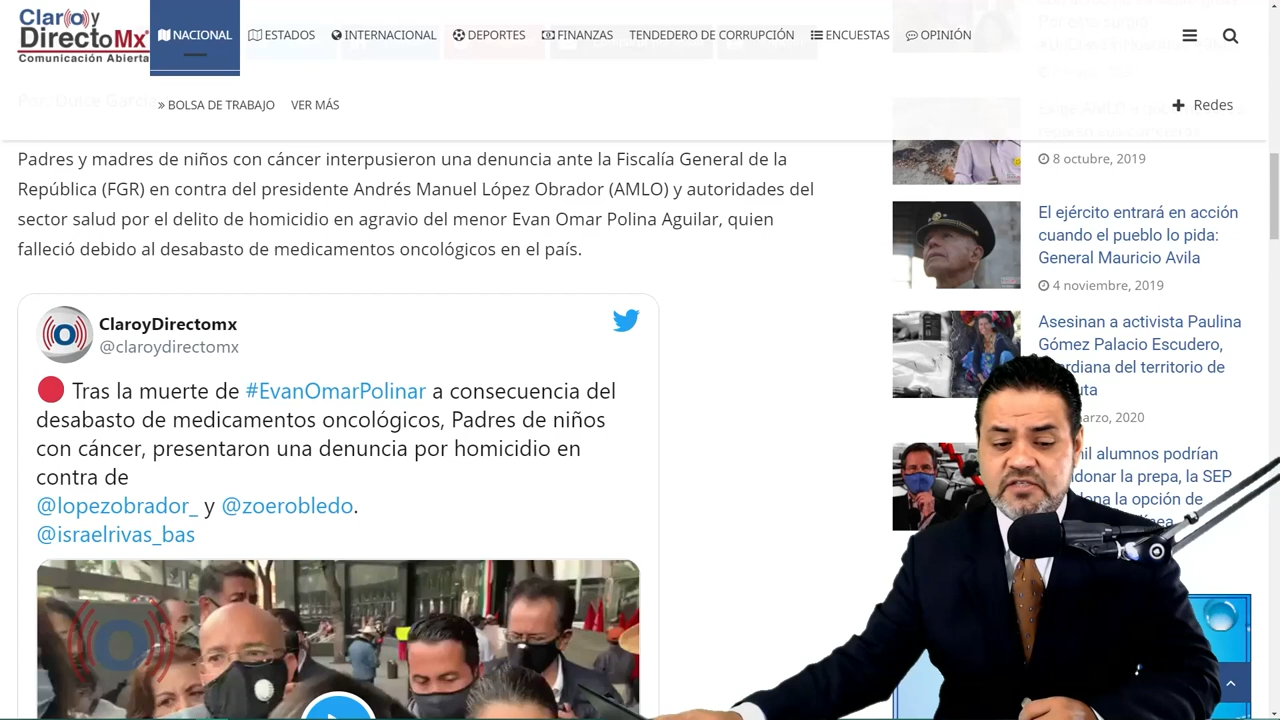 Claro y
DirectoMx
Comunicación Abierta
NACIONAL
ESTADOS
INTERNACIONAL
DEPORTES
FINANZAS
TENDEDERO DE CORRUPCIÓN
ENCUESTAS
OPINIÓN
» BOLSA DE TRABAJO
VER MÁS
Redes
Padres y madres de niños con cáncer interpusieron una denuncia ante la Fiscalía General de la
República (FGR) en contra del presidente Andrés Manuel López Obrador (AMLO) y autoridades del
sector salud por el delito de homicidio en agravio del menor Evan Omar Polina Aguilar, quien
falleció debido al desabasto de medicamentos oncológicos en el país.
ClaroyDirectomx
@claroydirectomx
Tras la muerte de #EvanOmarPolinar a consecuencia del
desabasto de medicamentos oncológicos, Padres de niños
con cáncer, presentaron una denuncia por homicidio en
contra de
@lopezobrador_ y @zoerobledo.
@israelrivas_bas
8 octubre, 2019
El ejército entrará en acción
cuando el pueblo lo pida:
General Mauricio Avila
4 noviembre, 2019
Asesinan a activista Paulina
Gómez Palacio Escudero,
del territorio de
2020
alumnos podrían
la prepa, la SEP
la opción de